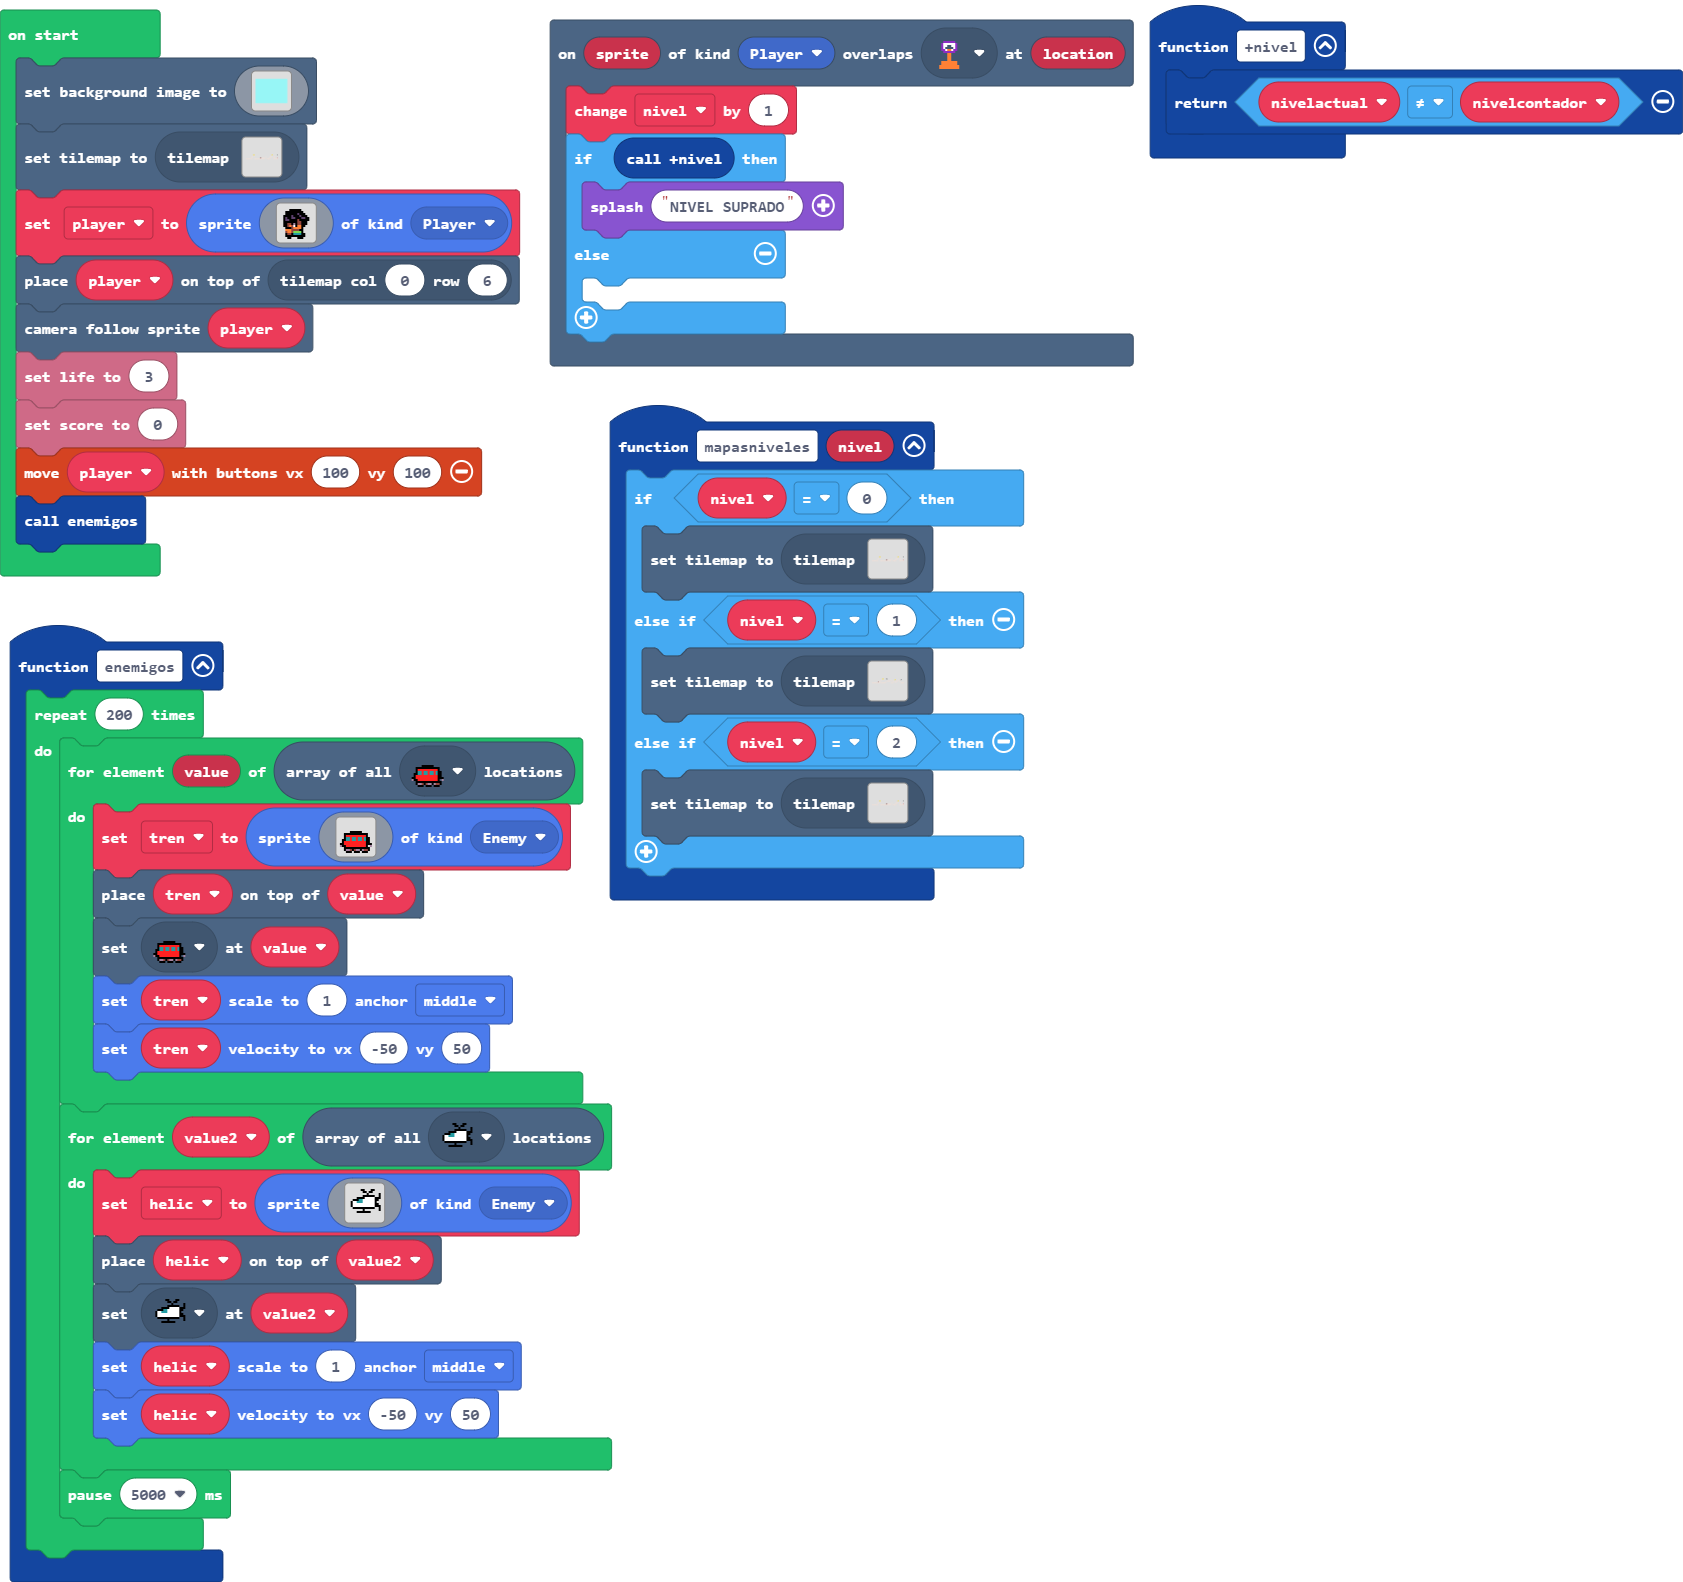 on start
set background image to
set tilemap to tilemap
set player to sprite of kind Player
place player on top of tilemap col 0 row 6
camera follow sprite player
set life to 3
set score to 0
move player with buttons vx 100 vy 100
call enemigos
on sprite of kind Player overlaps at location
change nivel by 1
if call +nivel then
splash "NIVEL SUPRADO"
else
function +nivel
return nivelactual ≠ nivelcontador
function mapasniveles nivel
if nivel = 0 then
set tilemap to tilemap
else if nivel = 1 then
set tilemap to tilemap
else if nivel = 2 then
set tilemap to tilemap
function enemigos
repeat 200 times
do
for element value of array of all locations
do
set tren to sprite of kind Enemy
place tren on top of value
set at value
set tren scale to 1 anchor middle
set tren velocity to vx -50 vy 50
for element value2 of array of all locations
do
set helic to sprite of kind Enemy
place helic on top of value2
set at value2
set helic scale to 1 anchor middle
set helic velocity to vx -50 vy 50
pause 5000 ms